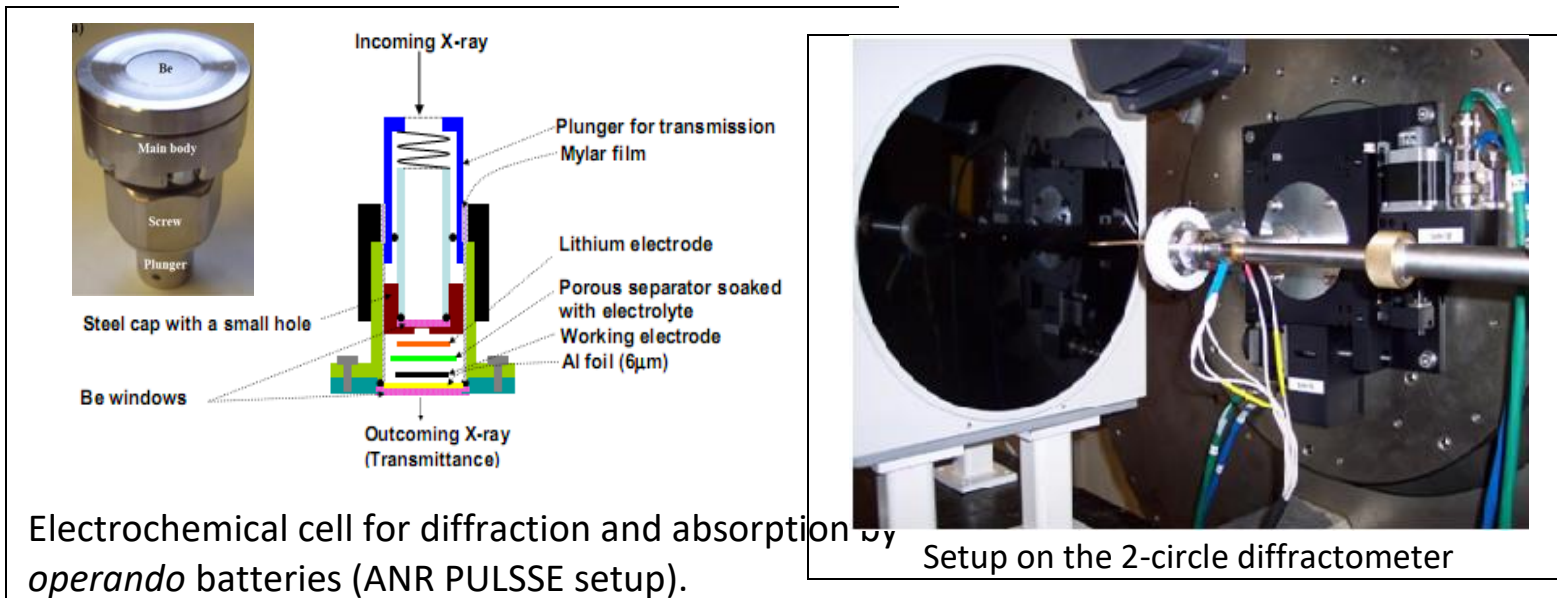 Be
Main body
Screw
Plunger
Incoming X-ray
Plunger for transmission
Mylar film
Lithium electrode
Porous separator soaked
with electrolyte
Working electrode
Al foil (6µm)
Steel cap with a small hole
Be windows
Outcoming X-ray
(Transmittance)
Electrochemical cell for diffraction and absorption by
operando batteries (ANR PULSSE setup).
Setup on the 2-circle diffractometer